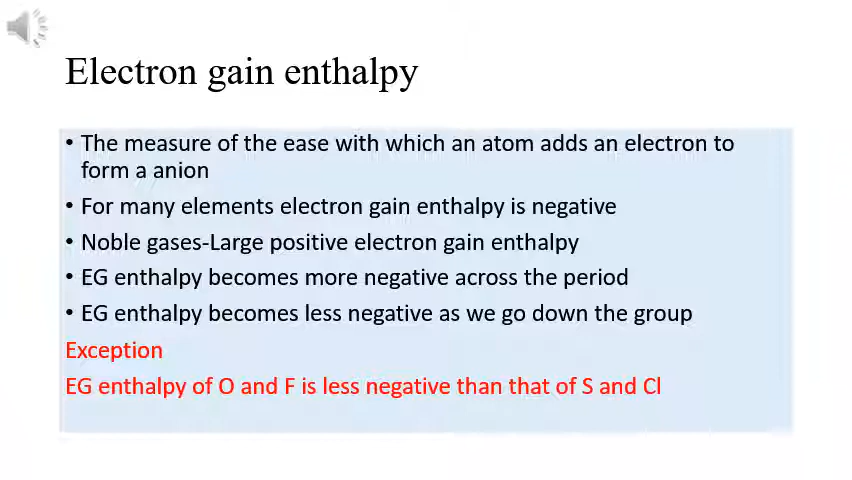 Electron gain enthalpy
• The measure of the ease with which an atom adds an electron to
form a anion
• For many elements electron gain enthalpy is negative
• Noble gases-Large positive electron gain enthalpy
• EG enthalpy becomes more negative across the period
• EG enthalpy becomes less negative as we go down the group
Exception
EG enthalpy of O and F is less negative than that of S and Cl